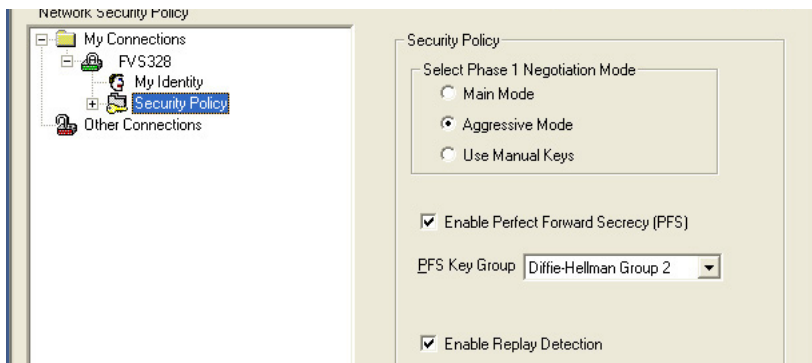 Network Security Policy
My Connections
FVS328
My Identity
Security Policy
Other Connections
Security Policy
Select Phase 1 Negotiation Mode
Main Mode
Aggressive Mode
Use Manual Keys
Enable Perfect Forward Secrecy (PFS)
PFS Key Group Diffie-Hellman Group 2
Enable Replay Detection